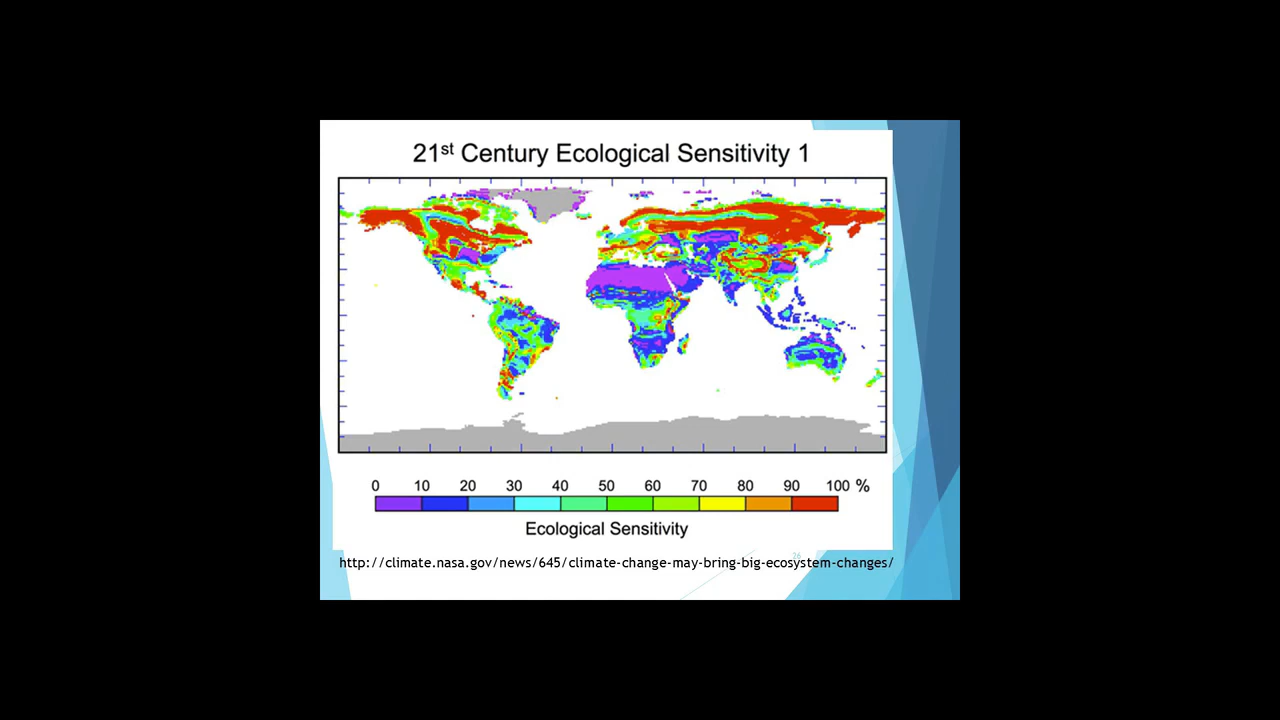 21st Century Ecological Sensitivity 1
0 10 20 30 40 50 60 70 80 90 100 %
Ecological Sensitivity
26
http://climate.nasa.gov/news/645/climate-change-may-bring-big-ecosystem-changes/